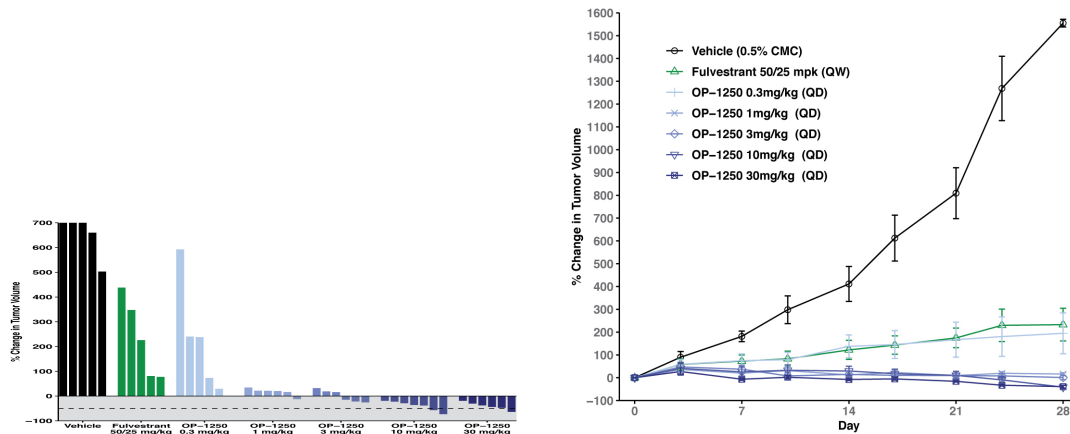 % Change in Tumor Volume
700
600
500
400
300
200
100
0
−100
Vehicle
Fulvestrant
50/25 mg/kg
OP−1250
0.3 mg/kg
OP−1250
1 mg/kg
OP−1250
3 mg/kg
OP−1250
10 mg/kg
OP−1250
30 mg/kg
% Change in Tumor Volume
1600
1500
1400
1300
1200
1100
1000
900
800
700
600
500
400
300
200
100
0
−100
Vehicle (0.5% CMC)
Fulvestrant 50/25 mpk (QW)
OP−1250 0.3mg/kg (QD)
OP−1250 1mg/kg (QD)
OP−1250 3mg/kg (QD)
OP−1250 10mg/kg (QD)
OP−1250 30mg/kg (QD)
0 7 14 21 28
Day